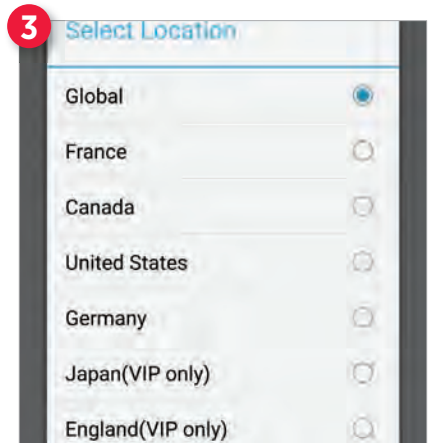 3
Select Location
Global
France
Canada
United States
Germany
Japan(VIP only)
England(VIP only)